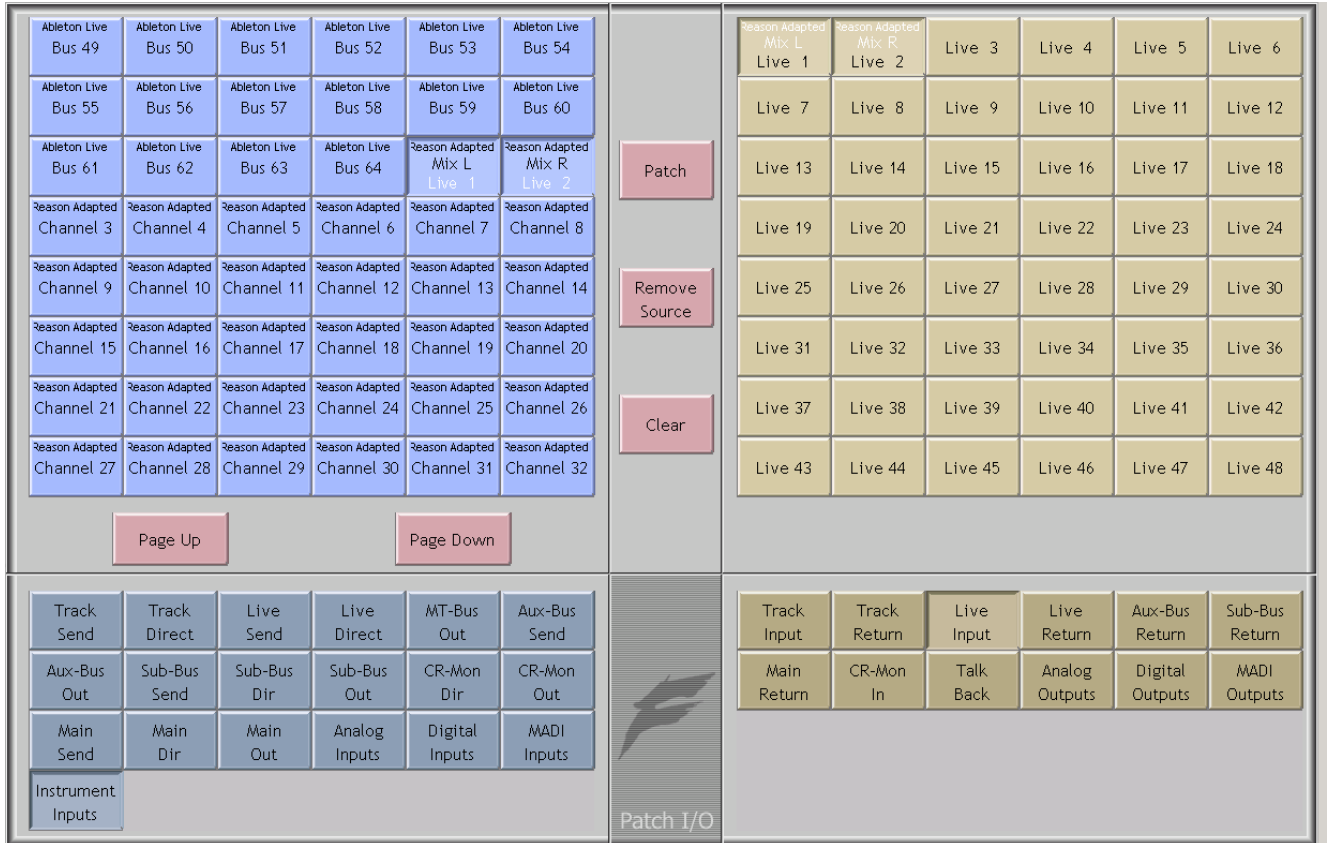 Ableton Live Ableton Live Ableton Live Ableton Live Ableton Live Ableton Live
Bus 49 Bus 50 Bus 51 Bus 52 Bus 53 Bus 54
Ableton Live Ableton Live Ableton Live Ableton Live Ableton Live Ableton Live
Bus 55 Bus 56 Bus 57 Bus 58 Bus 59 Bus 60
Ableton Live Ableton Live Ableton Live Ableton Live Reason Adapted Reason Adapted
Bus 61 Bus 62 Bus 63 Bus 64 Mix L Mix R
Live 1 Live 2
Reason Adapted Reason Adapted Reason Adapted Reason Adapted Reason Adapted Reason Adapted
Channel 3 Channel 4 Channel 5 Channel 6 Channel 7 Channel 8
Reason Adapted Reason Adapted Reason Adapted Reason Adapted Reason Adapted Reason Adapted
Channel 9 Channel 10 Channel 11 Channel 12 Channel 13 Channel 14
Reason Adapted Reason Adapted Reason Adapted Reason Adapted Reason Adapted Reason Adapted
Channel 15 Channel 16 Channel 17 Channel 18 Channel 19 Channel 20
Reason Adapted Reason Adapted Reason Adapted Reason Adapted Reason Adapted Reason Adapted
Channel 21 Channel 22 Channel 23 Channel 24 Channel 25 Channel 26
Reason Adapted Reason Adapted Reason Adapted Reason Adapted Reason Adapted Reason Adapted
Channel 27 Channel 28 Channel 29 Channel 30 Channel 31 Channel 32
Page Up Page Down
Patch
Remove
Source
Clear
Reason Adapted Reason Adapted
Mix L Mix R
Live 1 Live 2 Live 3 Live 4 Live 5 Live 6
Live 7 Live 8 Live 9 Live 10 Live 11 Live 12
Live 13 Live 14 Live 15 Live 16 Live 17 Live 18
Live 19 Live 20 Live 21 Live 22 Live 23 Live 24
Live 25 Live 26 Live 27 Live 28 Live 29 Live 30
Live 31 Live 32 Live 33 Live 34 Live 35 Live 36
Live 37 Live 38 Live 39 Live 40 Live 41 Live 42
Live 43 Live 44 Live 45 Live 46 Live 47 Live 48
Track Track Live Live MT-Bus Aux-Bus
Send Direct Send Direct Out Send
Aux-Bus Sub-Bus Sub-Bus Sub-Bus CR-Mon CR-Mon
Out Send Dir Out Dir Out
Main Main Main Analog Digital MADI
Send Dir Out Inputs Inputs Inputs
Instrument
Inputs
Patch I/O
Track Track Live Live Aux-Bus Sub-Bus
Input Return Input Return Return Return
Main CR-Mon Talk Analog Digital MADI
Return In Back Outputs Outputs Outputs